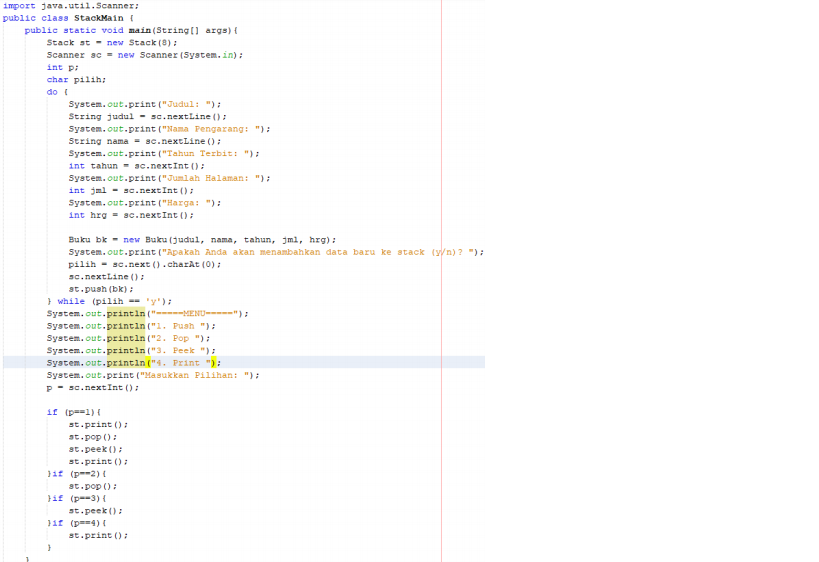 import java.util.Scanner;
public class StackMain {
    public static void main(String[] args){
        Stack st = new Stack(8);
        Scanner sc = new Scanner(System.in);
        int p;
        char pilih;
        do {
            System.out.print("Judul: ");
            String judul = sc.nextLine();
            System.out.print("Nama Pengarang: ");
            String nama = sc.nextLine();
            System.out.print("Tahun Terbit: ");
            int tahun = sc.nextInt();
            System.out.print("Jumlah Halaman: ");
            int jml = sc.nextInt();
            System.out.print("Harga: ");
            int hrg = sc.nextInt();

            Buku bk = new Buku(judul, nama, tahun, jml, hrg);
            System.out.print("Apakah Anda akan menambahkan data baru ke stack (y/n)? ");
            pilih = sc.next().charAt(0);
            sc.nextLine();
            st.push(bk);
        } while (pilih == 'y');
        System.out.println("=====MENU=====");
        System.out.println("1. Push ");
        System.out.println("2. Pop ");
        System.out.println("3. Peek ");
        System.out.println("4. Print ");
        System.out.print("Masukkan Pilihan: ");
        p = sc.nextInt();

        if (p==1){
            st.print();
            st.pop();
            st.peek();
            st.print();
        }if (p==2){
            st.pop();
        }if (p==3){
            st.peek();
        }if (p==4){
            st.print();
        }
    }